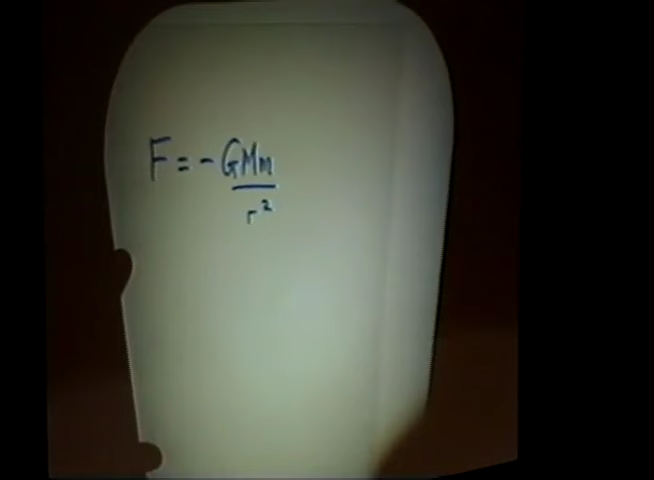 F = - GMm
r²